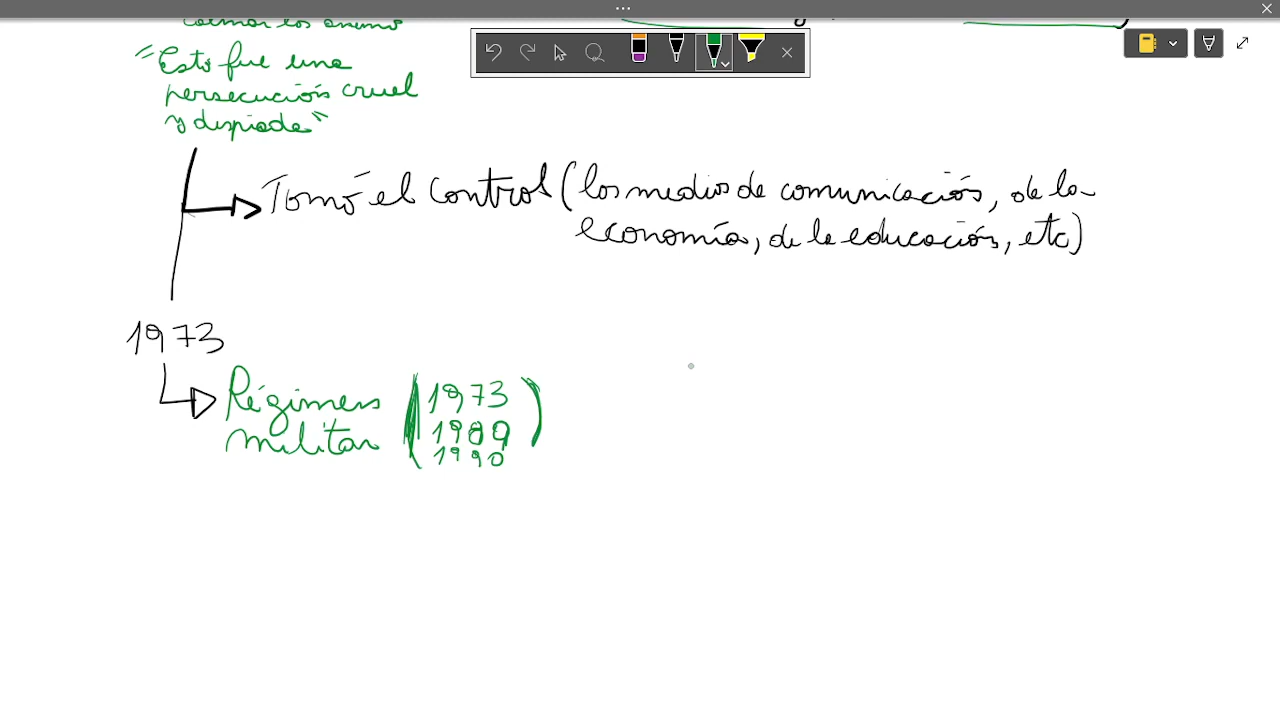 "Esto fue una
persecución cruel
y despiada"
Tomó el control (los medios de comunicación, de la
economía, de la educación, etc)
1973
Régimen
militar
(1973
1989
1990)